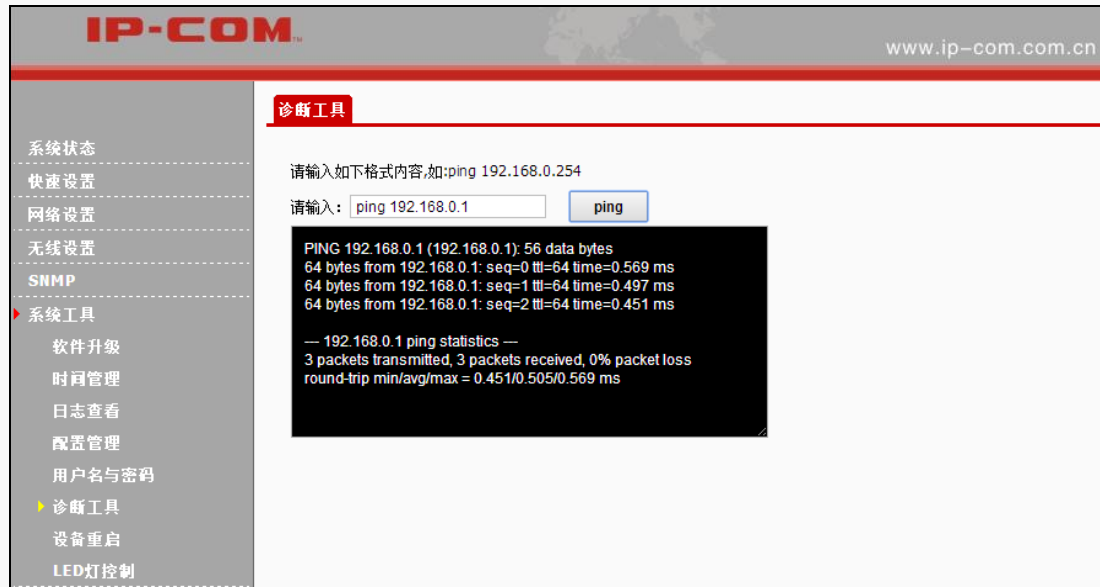 IP-COM
www.ip-com.com.cn
系统状态
快速设置
网络设置
无线设置
SNMP
系统工具
软件升级
时间管理
日志查看
配置管理
用户名与密码
诊断工具
设备重启
LED灯控制
诊断工具
请输入如下格式内容,如:ping 192.168.0.254
请输入: ping 192.168.0.1 ping
PING 192.168.0.1 (192.168.0.1): 56 data bytes
64 bytes from 192.168.0.1: seq=0 ttl=64 time=0.569 ms
64 bytes from 192.168.0.1: seq=1 ttl=64 time=0.497 ms
64 bytes from 192.168.0.1: seq=2 ttl=64 time=0.451 ms
--- 192.168.0.1 ping statistics ---
3 packets transmitted, 3 packets received, 0% packet loss
round-trip min/avg/max = 0.451/0.505/0.569 ms